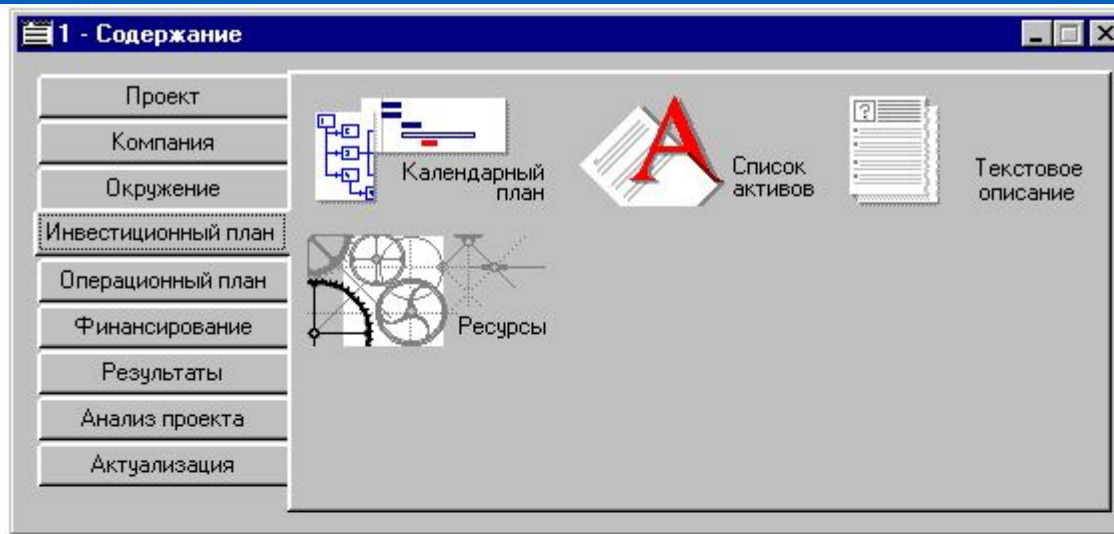 1 - Содержание
Проект
Компания
Окружение
Инвестиционный план
Операционный план
Финансирование
Результаты
Анализ проекта
Актуализация
Календарный
план
Список
активов
Текстовое
описание
Ресурсы